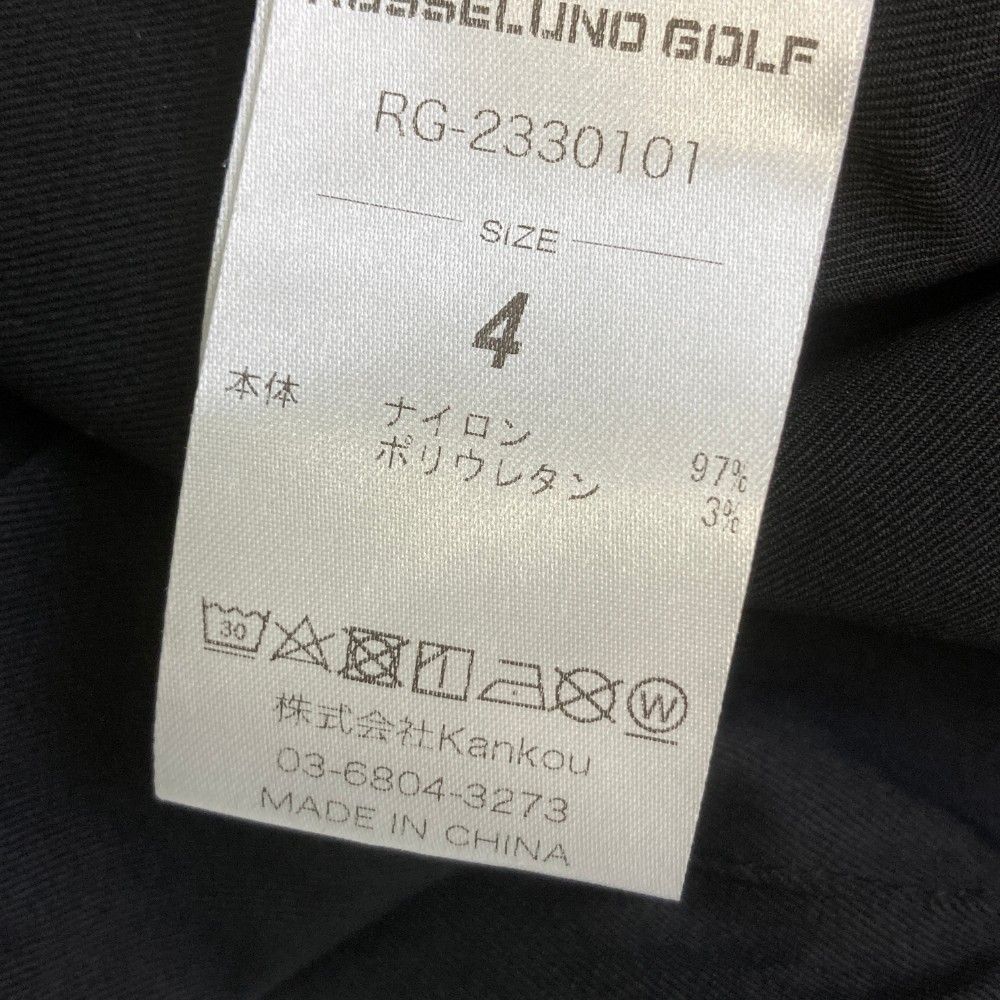 RUSSELUNO GOLF
RG-2330101
SIZE
4
本体 ナイロン 97%
ポリウレタン 3%
30 W
株式会社Kankou
03-6804-3273
MADE IN CHINA